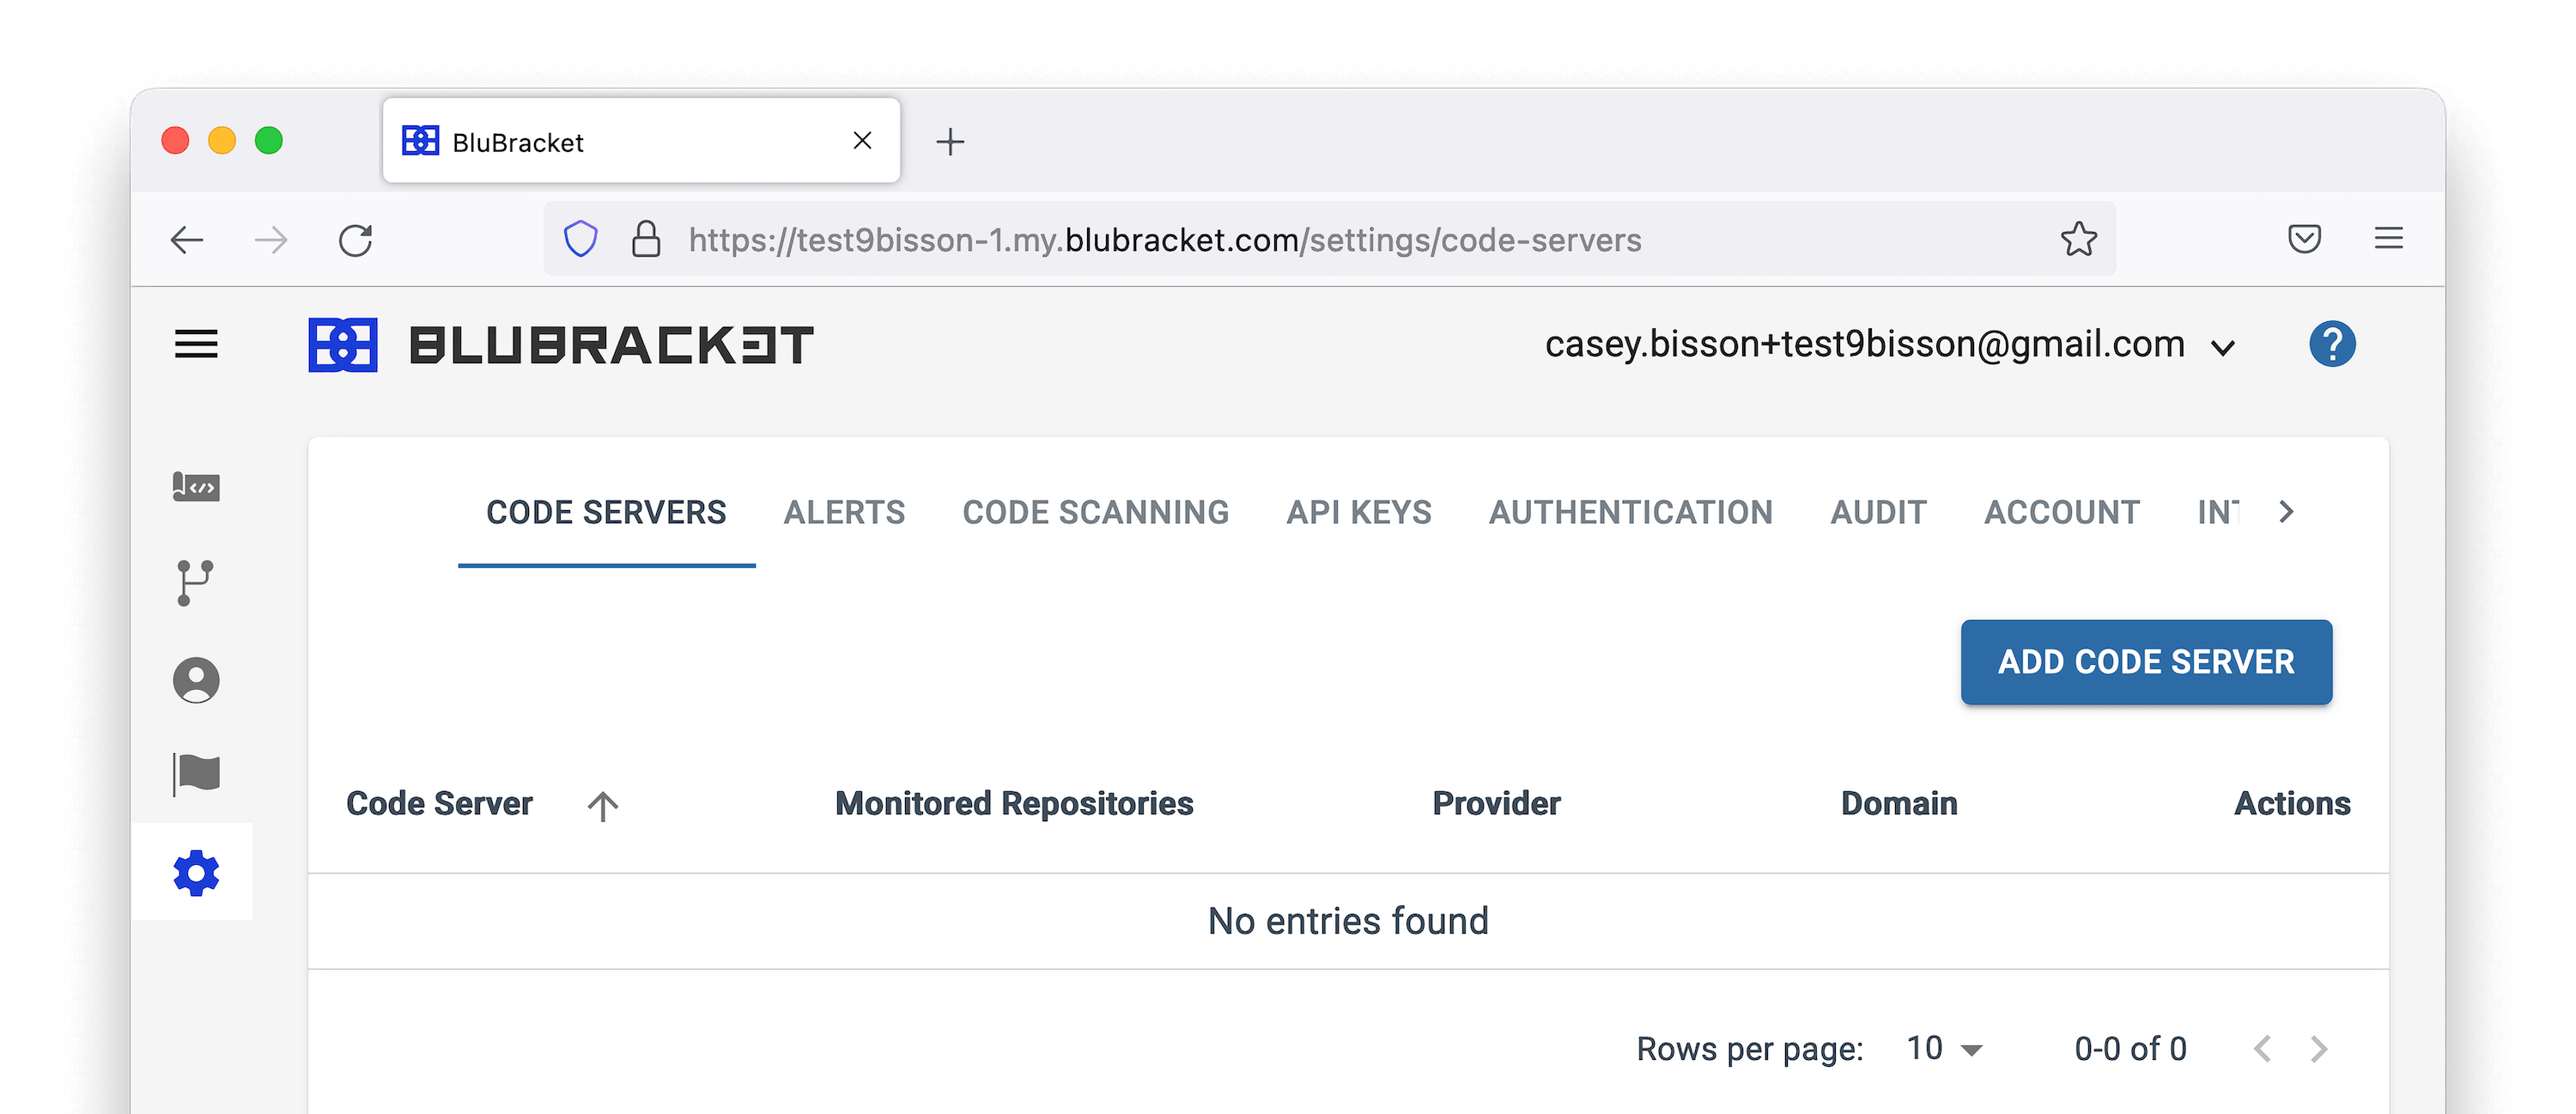 BluBracket
https://test9bisson-1.my.blubracket.com/settings/code-servers
BLUBRACKET
casey.bisson+test9bisson@gmail.com
?
CODE SERVERS ALERTS CODE SCANNING API KEYS AUTHENTICATION AUDIT ACCOUNT INT
ADD CODE SERVER
Code Server Monitored Repositories Provider Domain Actions
No entries found
Rows per page: 10 0-0 of 0